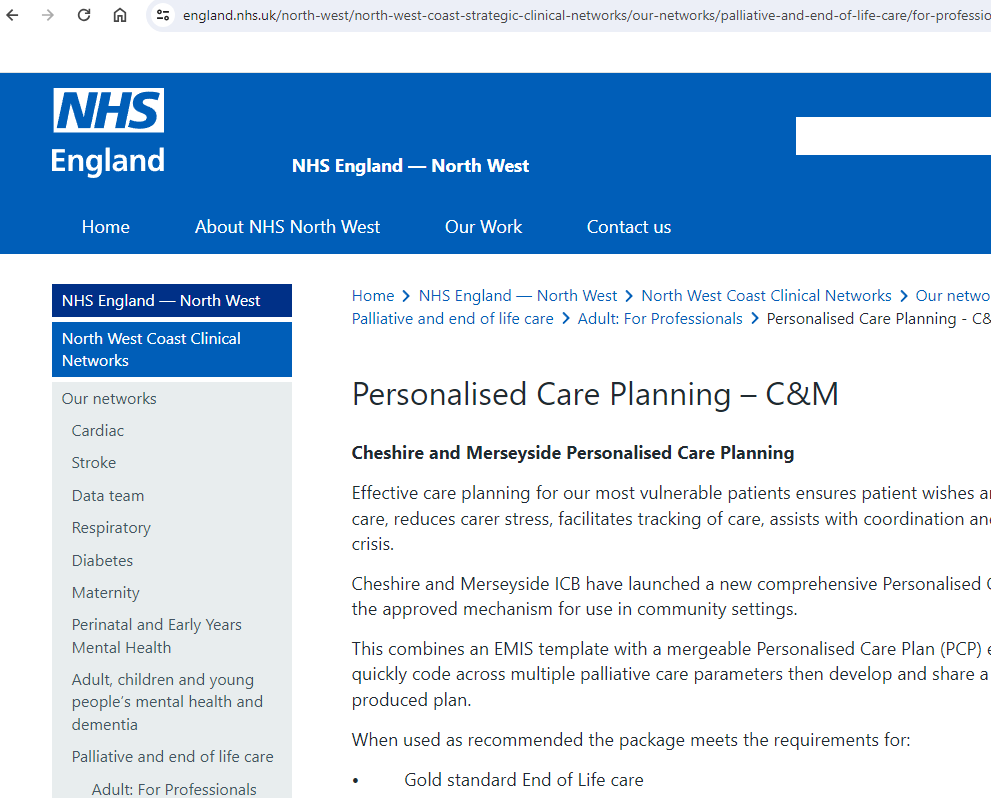 england.nhs.uk/north-west/north-west-coast-strategic-clinical-networks/our-networks/palliative-and-end-of-life-care/for-professio
NHS
England
NHS England — North West
Home About NHS North West Our Work Contact us
NHS England — North West
North West Coast Clinical
Networks
Our networks
Cardiac
Stroke
Data team
Respiratory
Diabetes
Maternity
Perinatal and Early Years
Mental Health
Adult, children and young
people’s mental health and
dementia
Palliative and end of life care
Adult: For Professionals
Home > NHS England — North West > North West Coast Clinical Networks > Our netwo
Palliative and end of life care > Adult: For Professionals > Personalised Care Planning - C&
Personalised Care Planning – C&M
Cheshire and Merseyside Personalised Care Planning
Effective care planning for our most vulnerable patients ensures patient wishes a
care, reduces carer stress, facilitates tracking of care, assists with coordination an
crisis.
Cheshire and Merseyside ICB have launched a new comprehensive Personalised
the approved mechanism for use in community settings.
This combines an EMIS template with a mergeable Personalised Care Plan (PCP) e
quickly code across multiple palliative care parameters then develop and share a
produced plan.
When used as recommended the package meets the requirements for:
• Gold standard End of Life care